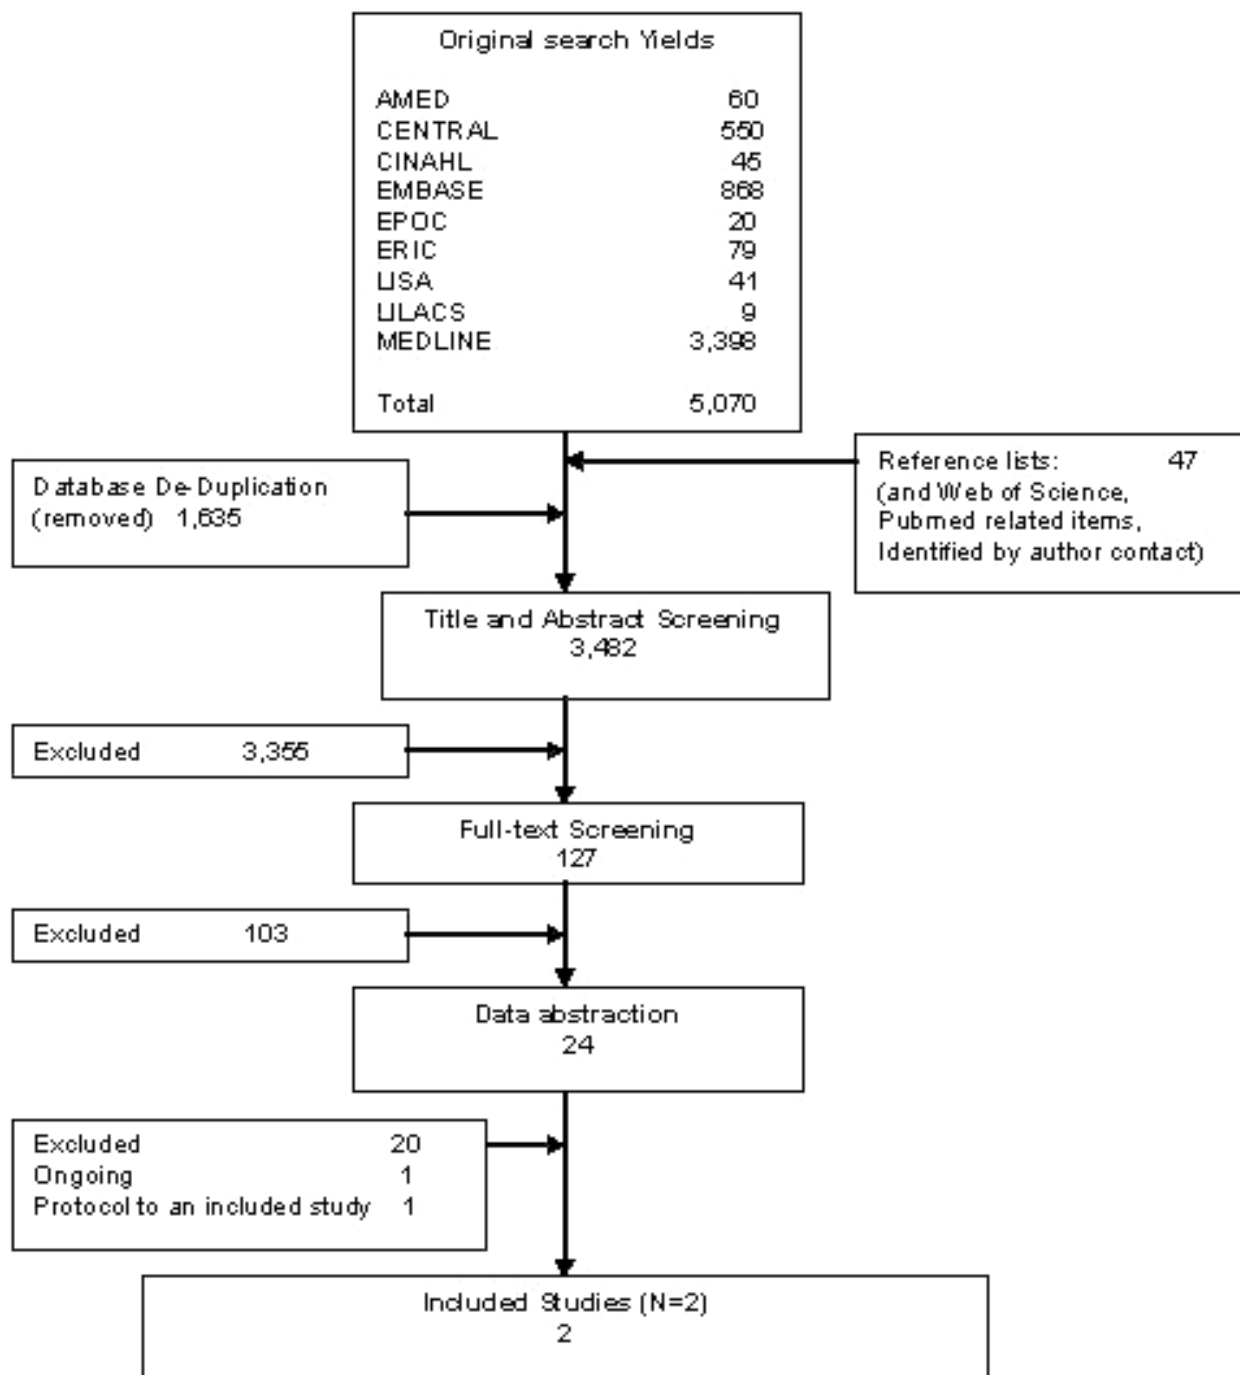 Original search Yields
AMED 60
CENTRAL 550
CINAHL 45
EMBASE 868
EPOC 20
ERIC 79
LISA 41
LILACS 9
MEDLINE 3,398
Total 5,070
Reference lists: 47
(and Web of Science,
Pubmed related items,
Identified by author contact)
Database De-Duplication
(removed) 1,635
Title and Abstract Screening
3,482
Excluded 3,355
Full-text Screening
127
Excluded 103
Data abstraction
24
Excluded 20
Ongoing 1
Protocol to an included study 1
Included Studies (N=2)
2